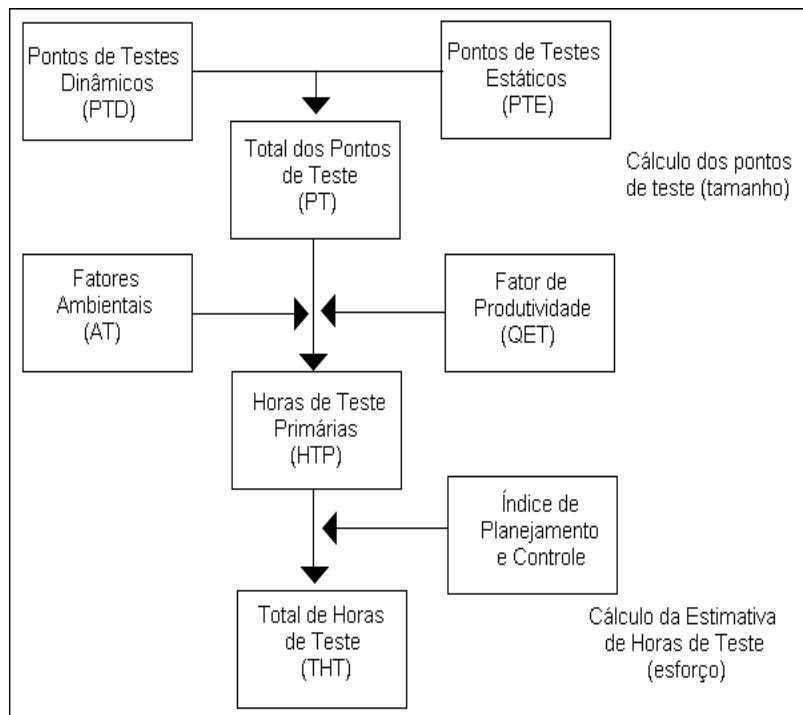 Pontos de Testes
Dinâmicos
(PTD)
Pontos de Testes
Estáticos
(PTE)
Total dos Pontos
de Teste
(PT)
Cálculo dos pontos
de teste (tamanho)
Fatores
Ambientais
(AT)
Fator de
Produtividade
(QET)
Horas de Teste
Primárias
(HTP)
Índice de
Planejamento
e Controle
Total de Horas
de Teste
(THT)
Cálculo da Estimativa
de Horas de Teste
(esforço)